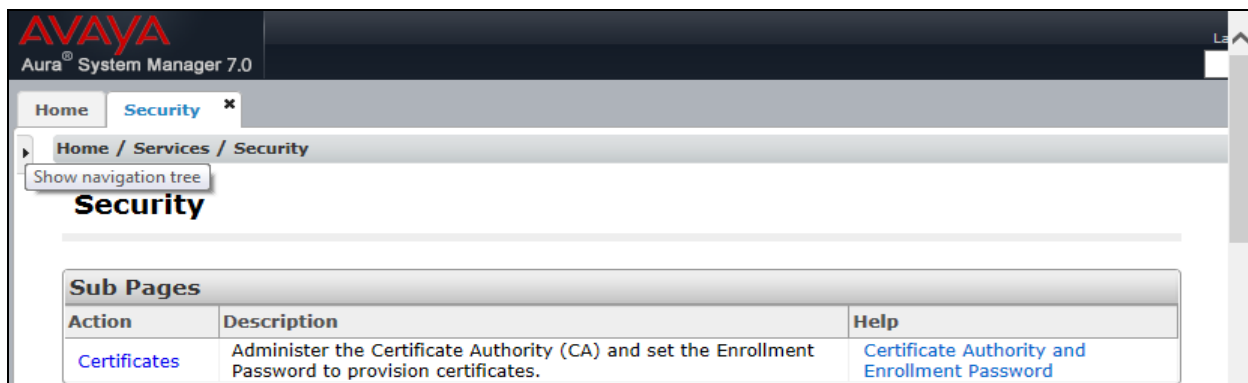 AVAYA
Aura® System Manager 7.0
La
Home Security ✖
Home / Services / Security
Show navigation tree
Security
Sub Pages
Action Description Help
Certificates Administer the Certificate Authority (CA) and set the Enrollment Password to provision certificates. Certificate Authority and Enrollment Password